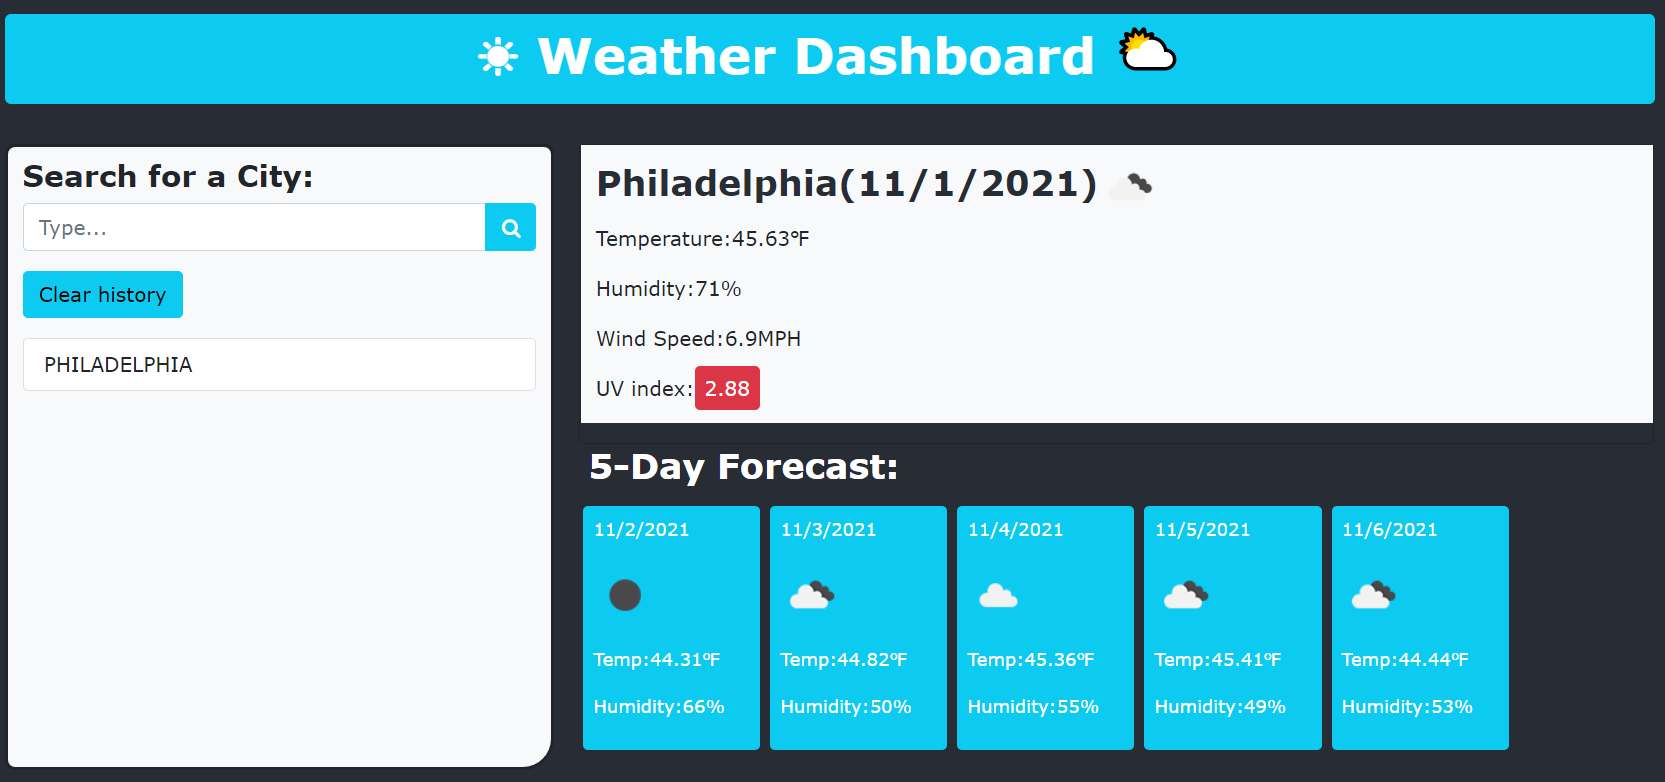 Weather Dashboard
Search for a City:
Type...
Clear history
PHILADELPHIA
Philadelphia(11/1/2021)
Temperature:45.63°F
Humidity:71%
Wind Speed:6.9MPH
UV index:2.88
5-Day Forecast:
11/2/2021
Temp:44.31°F
Humidity:66%
11/3/2021
Temp:44.82°F
Humidity:50%
11/4/2021
Temp:45.36°F
Humidity:55%
11/5/2021
Temp:45.41°F
Humidity:49%
11/6/2021
Temp:44.44°F
Humidity:53%